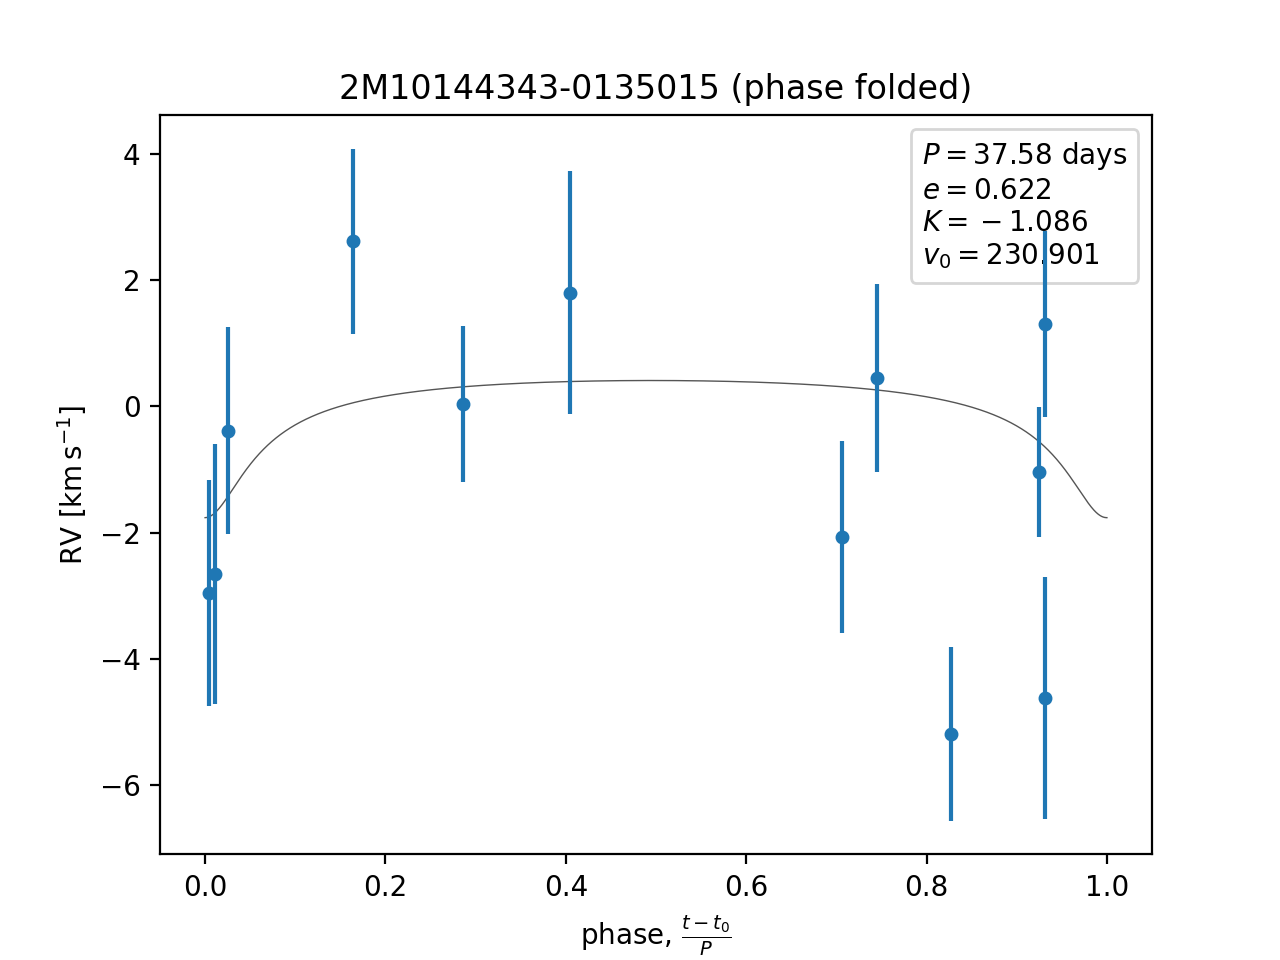 2M10144343-0135015 (phase folded)
P = 37.58 days
e = 0.622
K = −1.086
v₀ = 230.901
4
2
0
−2
−4
−6
RV [km s⁻¹]
0.0 0.2 0.4 0.6 0.8 1.0
phase, \frac{t − t₀}{P}